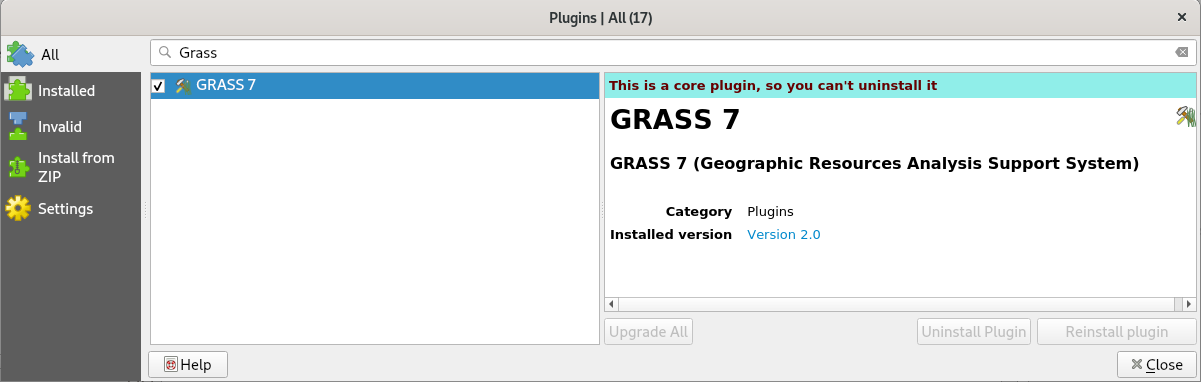 Plugins | All (17)
All
Installed
Invalid
Install from
ZIP
Settings
Grass
GRASS 7
This is a core plugin, so you can't uninstall it
GRASS 7
GRASS 7 (Geographic Resources Analysis Support System)
Category Plugins
Installed version Version 2.0
Upgrade All Uninstall Plugin Reinstall plugin
Help Close